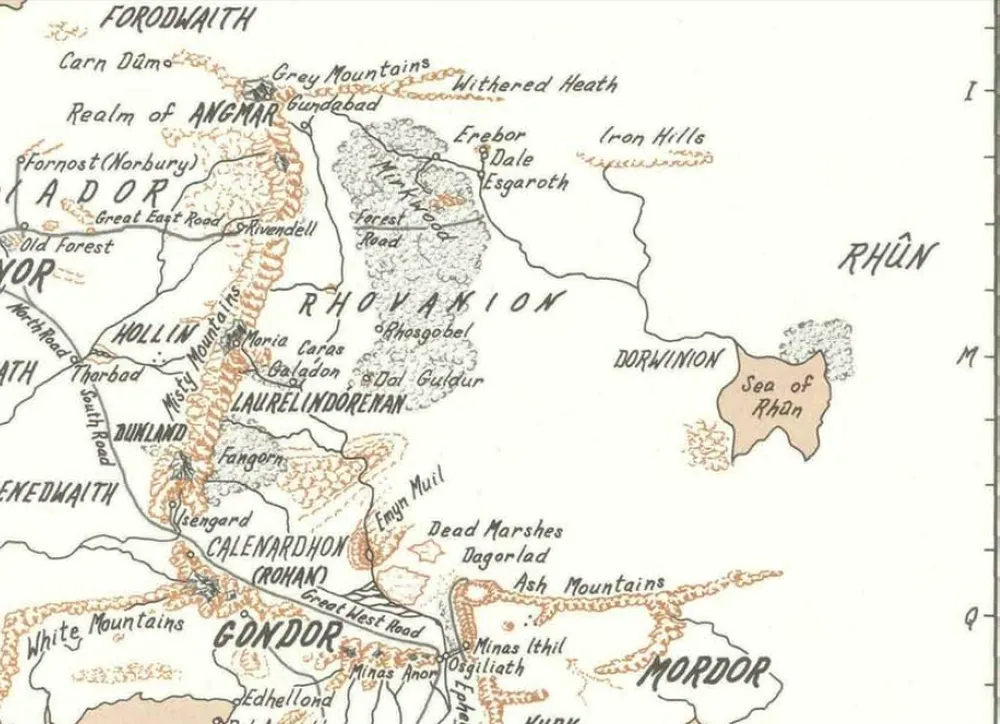 FORODWAITH
Carn Dûm
Grey Mountains
Withered Heath
I
Gundabad
Realm of ANGMAR
Erebor
Iron Hills
Dale
Fornost (Norbury)
Esgaroth
Mirkwood
IADOR
Great East Road
Rivendell
Forest
Road
Old Forest
RHÛN
YOR
RHOVANION
North Road
HOLLIN
Misty Mountains
Moria
Rhosgobel
Caras
Galadon
DORWINION
M
ATH
Tharbad
Dol Guldur
Sea of
Rhûn
LAURELINDÓRENAN
South Road
DUNLAND
Fangorn
ENEDWAITH
Emyn Muil
Isengard
Dead Marshes
Dagorlad
CALENARDHON
(ROHAN)
Ash Mountains
Great West Road
Q
White Mountains
GONDOR
Minas Ithil
Minas Anor
Osgiliath
MORDOR
Ephe
Edhellond